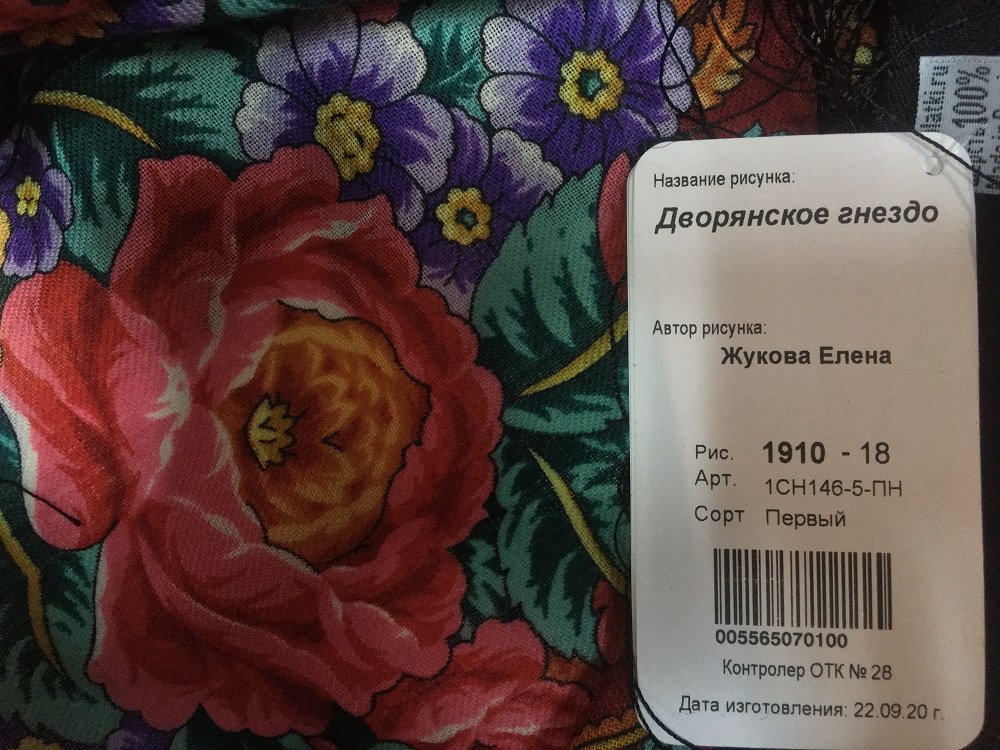 Название рисунка:
Дворянское гнездо
Автор рисунка:
Жукова Елена
Рис. 1910 - 18
Арт. 1СН146-5-ПН
Сорт Первый
005565070100
Контролер ОТК № 28
Дата изготовления: 22.09.20 г.
100%